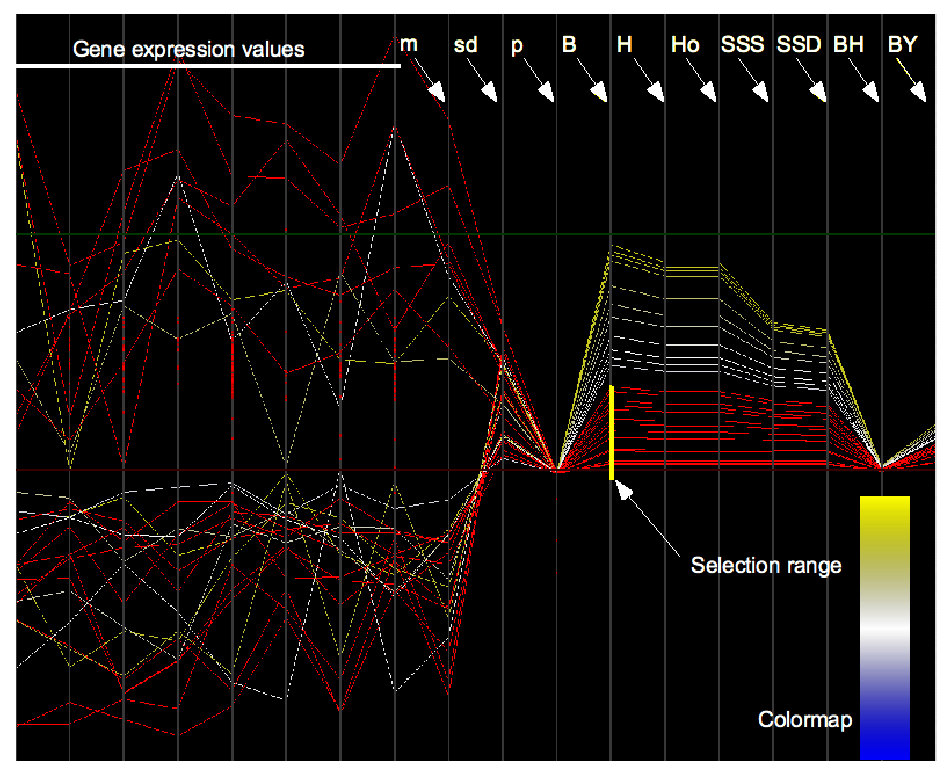 Gene expression values
m sd p B H Ho SSS SSD BH BY
Selection range
Colormap